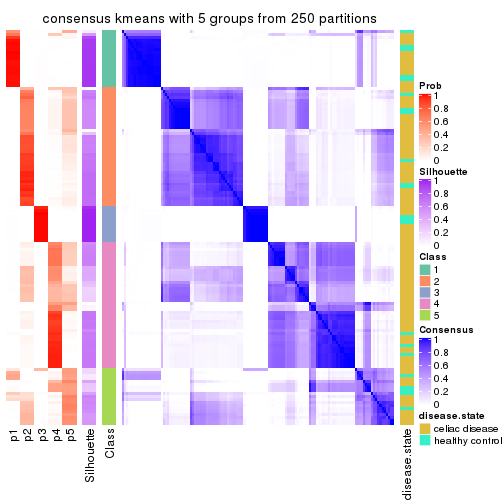 consensus kmeans with 5 groups from 250 partitions
p1
p2
p3
p4
p5
Silhouette
Class
disease.state
Prob
1
0.8
0.6
0.4
0.2
0
Silhouette
1
0.8
0.6
0.4
0.2
0
Class
1
2
3
4
5
Consensus
1
0.8
0.6
0.4
0.2
0
disease.state
celiac disease
healthy control